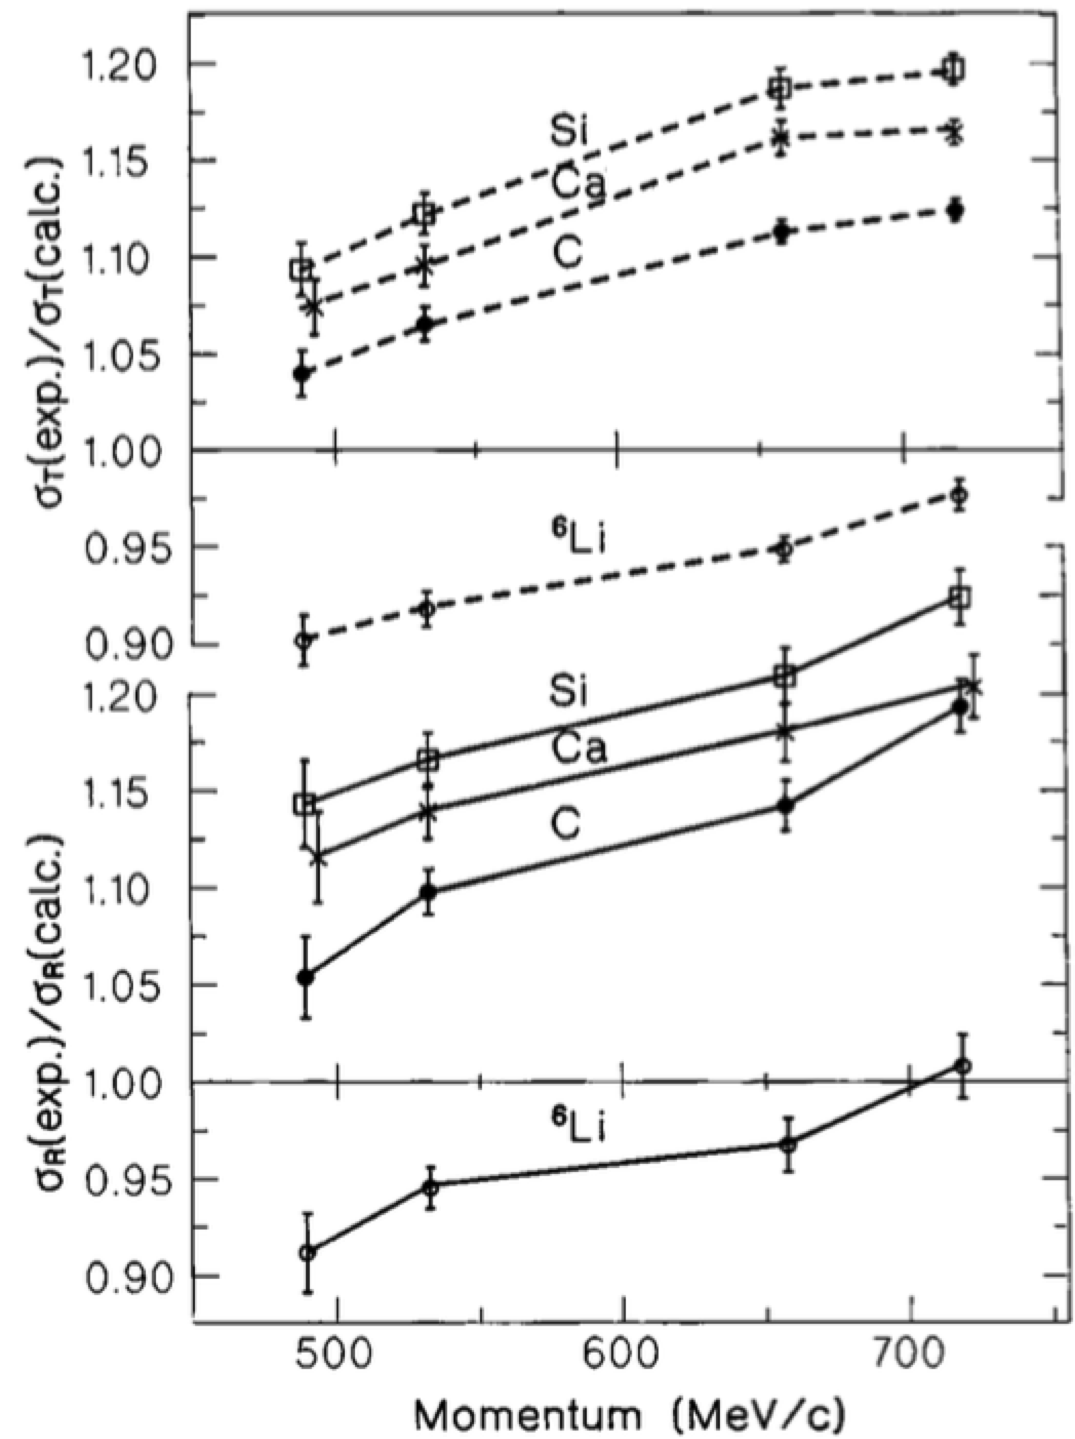 σT(exp.)/σT(calc.)
1.20
1.15
1.10
1.05
1.00
0.95
0.90
Si
Ca
C
⁶Li
σR(exp.)/σR(calc.)
1.20
1.15
1.10
1.05
1.00
0.95
0.90
Si
Ca
C
⁶Li
500 600 700
Momentum (MeV/c)